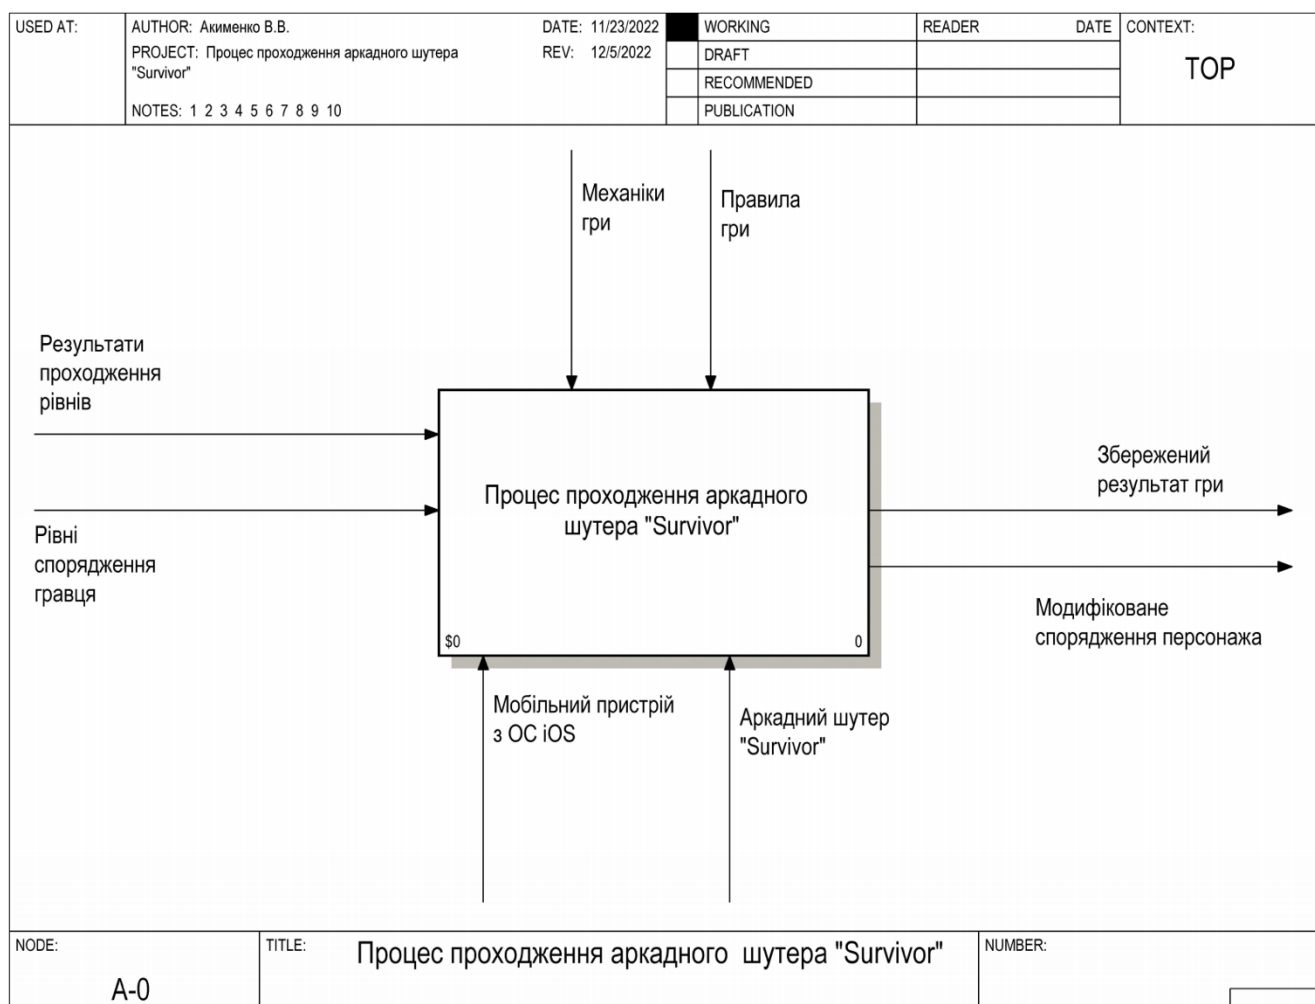 USED AT:
AUTHOR: Акименко В.В.
DATE: 11/23/2022
PROJECT: Процес проходження аркадного шутера
"Survivor"
REV: 12/5/2022
NOTES: 1 2 3 4 5 6 7 8 9 10
WORKING
DRAFT
RECOMMENDED
PUBLICATION
READER
DATE
CONTEXT:
TOP
Механіки
гри
Правила
гри
Результати
проходження
рівнів
Рівні
спорядження
гравця
Процес проходження аркадного
шутера "Survivor"
$0
0
Збережений
результат гри
Модифіковане
спорядження персонажа
Мобільний пристрій
з ОС iOS
Аркадний шутер
"Survivor"
NODE:
A-0
TITLE:
Процес проходження аркадного шутера "Survivor"
NUMBER: